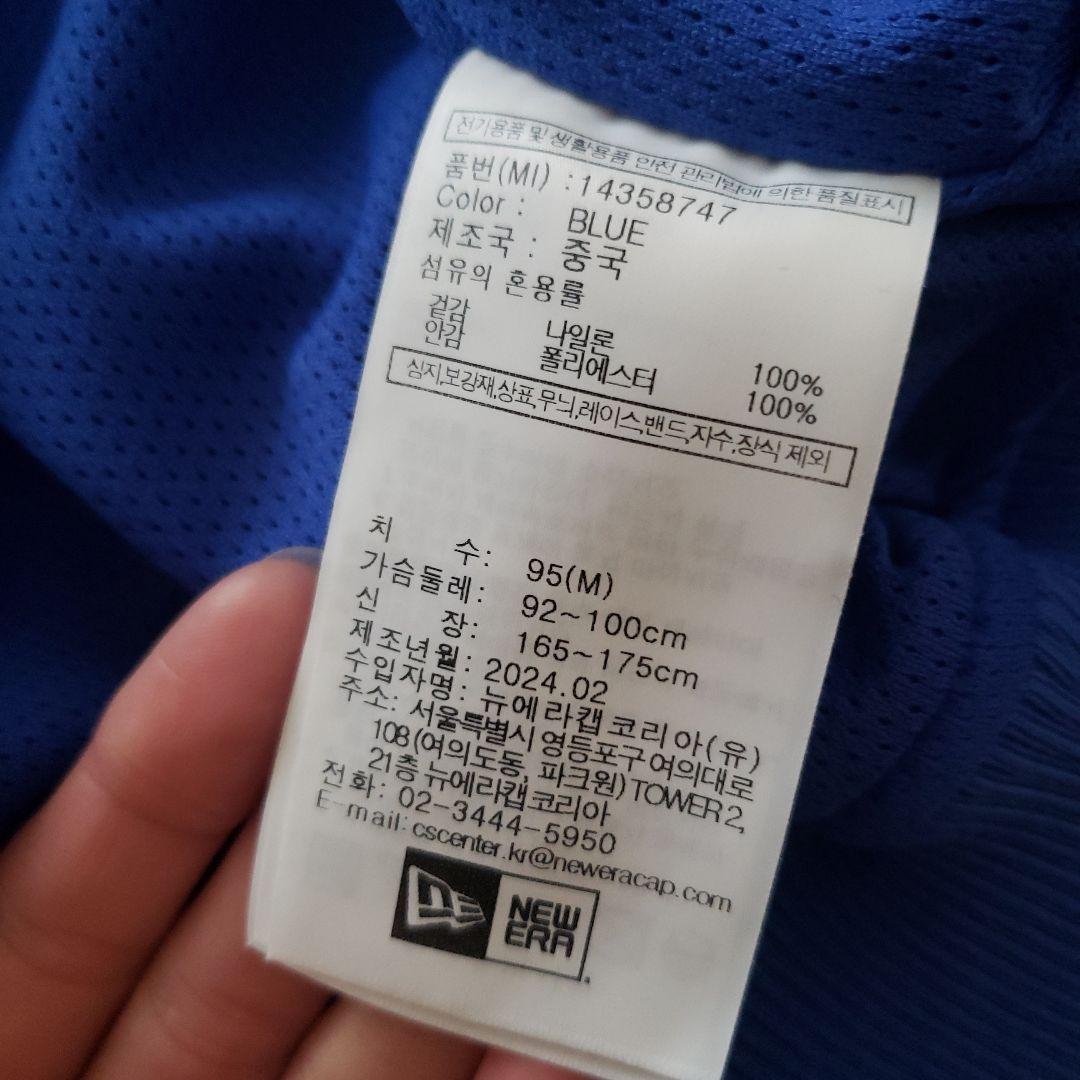 전기용품 및 생활용품 안전 관리법에 의한 품질표시
품번(MI) : 14358747
Color : BLUE
제조국 : 중국
섬유의 혼용률
겉감 나일론 100%
안감 폴리에스터 100%
심지,보강재,상표,무늬,레이스,밴드,자수,장식 제외
치 수: 95(M)
가슴둘레: 92~100cm
신 장: 165~175cm
제조년월: 2024.02
수입자명: 뉴에라캡코리아(유)
주소: 서울특별시 영등포구 여의대로
108 (여의도동, 파크원) TOWER 2,
21층 뉴에라캡코리아
전화: 02-3444-5950
E-mail: cscenter.kr@neweracap.com
NEW
ERA